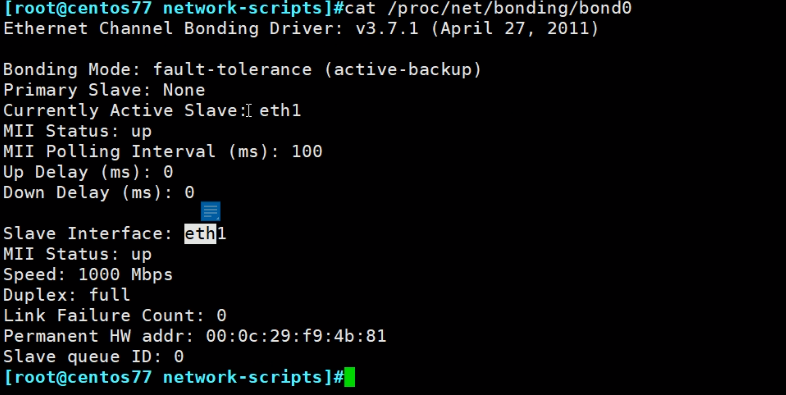 [root@centos77 network-scripts]#cat /proc/net/bonding/bond0
Ethernet Channel Bonding Driver: v3.7.1 (April 27, 2011)
Bonding Mode: fault-tolerance (active-backup)
Primary Slave: None
Currently Active Slave: eth1
MII Status: up
MII Polling Interval (ms): 100
Up Delay (ms): 0
Down Delay (ms): 0
Slave Interface: eth1
MII Status: up
Speed: 1000 Mbps
Duplex: full
Link Failure Count: 0
Permanent HW addr: 00:0c:29:f9:4b:81
Slave queue ID: 0
[root@centos77 network-scripts]#